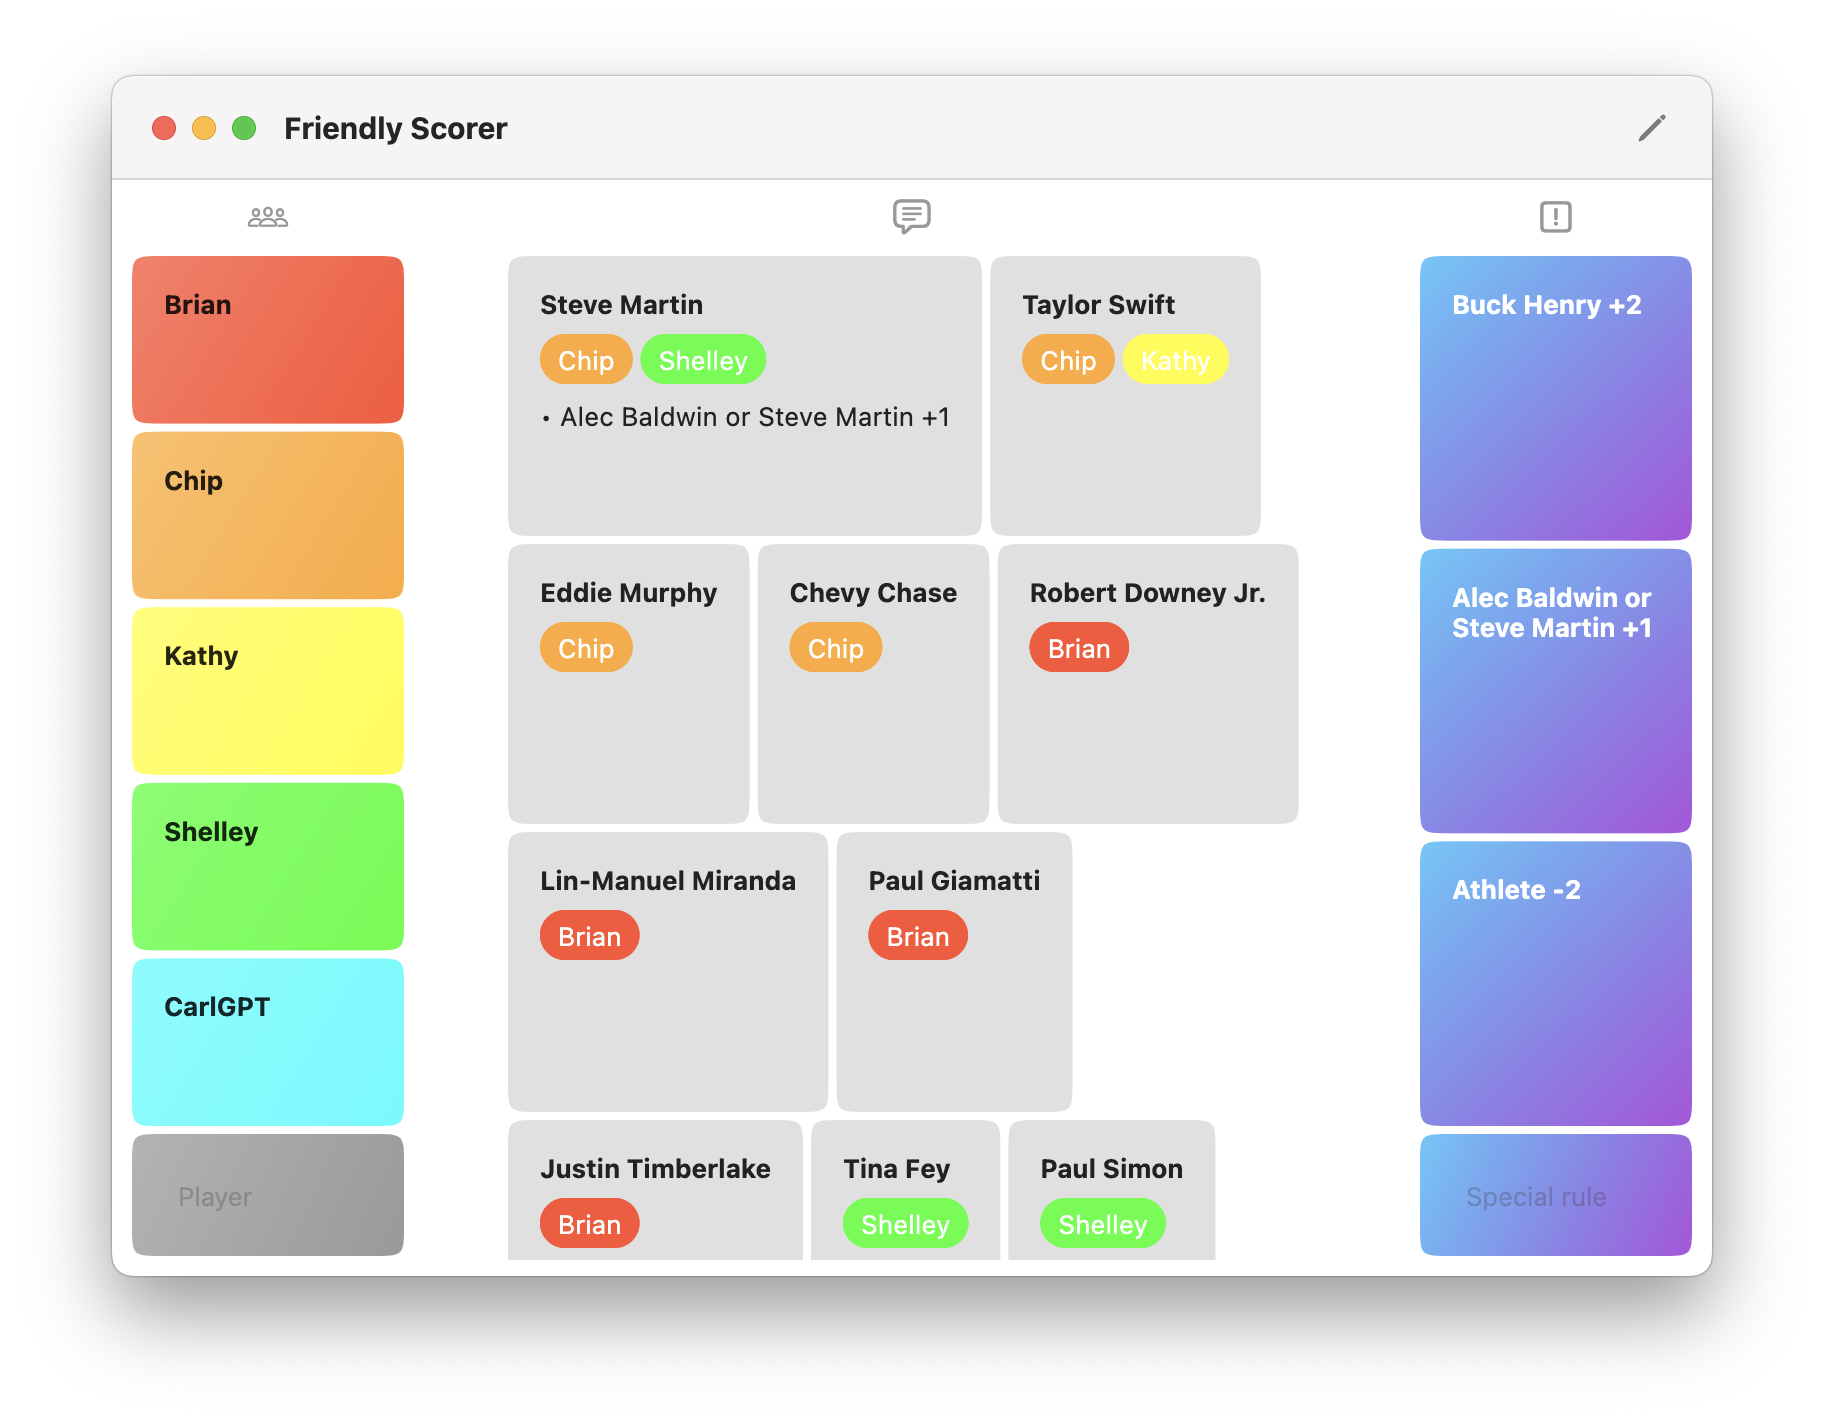 Friendly Scorer
Brian
Chip
Kathy
Shelley
CarlGPT
Player
Steve Martin
Chip Shelley
• Alec Baldwin or Steve Martin +1
Taylor Swift
Chip Kathy
Eddie Murphy
Chip
Chevy Chase
Chip
Robert Downey Jr.
Brian
Lin-Manuel Miranda
Brian
Paul Giamatti
Brian
Justin Timberlake
Brian
Tina Fey
Shelley
Paul Simon
Shelley
Buck Henry +2
Alec Baldwin or
Steve Martin +1
Athlete -2
Special rule